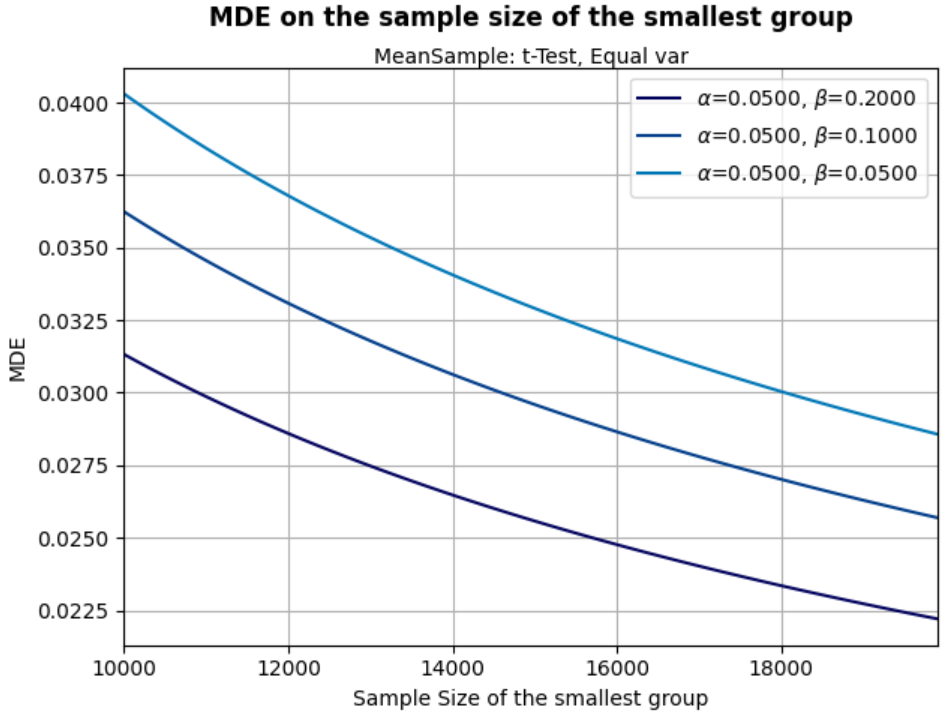 MDE on the sample size of the smallest group
MeanSample: t-Test, Equal var
α=0.0500, β=0.2000
α=0.0500, β=0.1000
α=0.0500, β=0.0500
MDE
0.0400
0.0375
0.0350
0.0325
0.0300
0.0275
0.0250
0.0225
10000 12000 14000 16000 18000
Sample Size of the smallest group